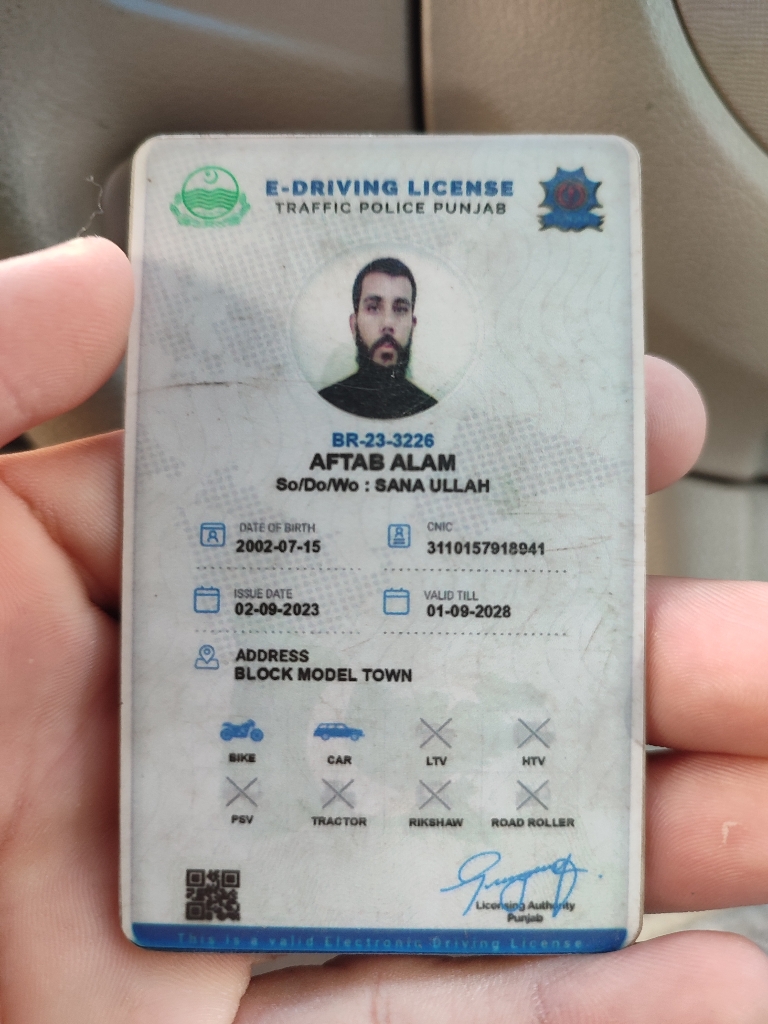 E-DRIVING LICENSE
TRAFFIC POLICE PUNJAB
BR-23-3226
AFTAB ALAM
So/Do/Wo : SANA ULLAH
DATE OF BIRTH
2002-07-15
CNIC
3110157918941
ISSUE DATE
02-09-2023
VALID TILL
01-09-2028
ADDRESS
BLOCK MODEL TOWN
BIKE CAR LTV HTV
PSV TRACTOR RIKSHAW ROAD ROLLER
Licensing Authority
Punjab
This is a valid Electronic Driving License